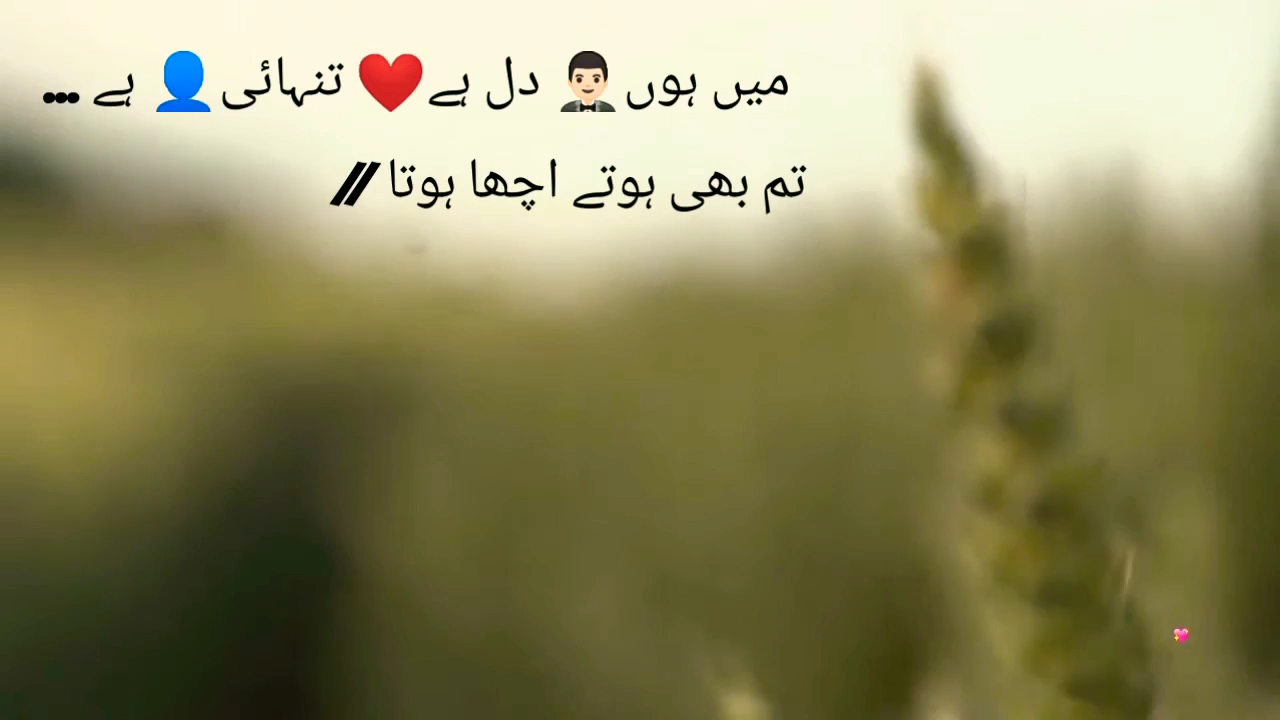 میں ہوں🤵🏻‍♂️ دل ہے❤️ تنہائی👤 ہے ...
تم بھی ہوتے اچھا ہوتا //